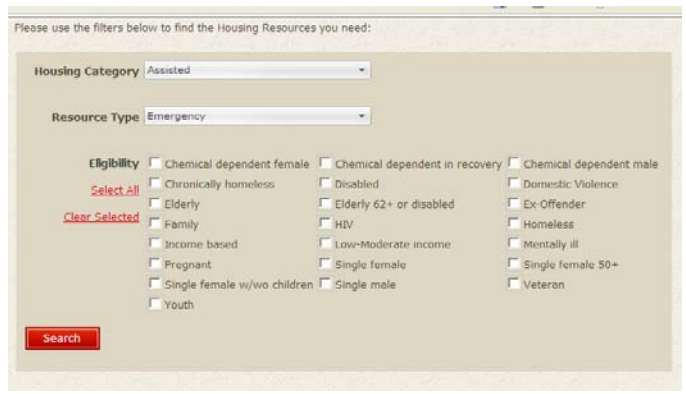 Please use the filters below to find the Housing Resources you need:
Housing Category Assisted
Resource Type Emergency
Eligibility Chemical dependent female Chemical dependent in recovery Chemical dependent male
Select All Chronically homeless Disabled Domestic Violence
Elderly Elderly 62+ or disabled Ex-Offender
Clear Selected Family HIV Homeless
Income based Low-Moderate income Mentally ill
Pregnant Single female Single female 50+
Single female w/wo children Single male Veteran
Youth
Search